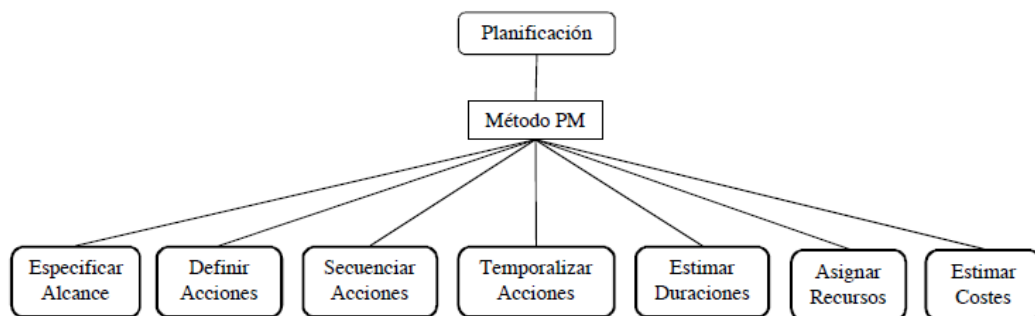 Planificación
Método PM
Especificar
Alcance
Definir
Acciones
Secuenciar
Acciones
Temporalizar
Acciones
Estimar
Duraciones
Asignar
Recursos
Estimar
Costes